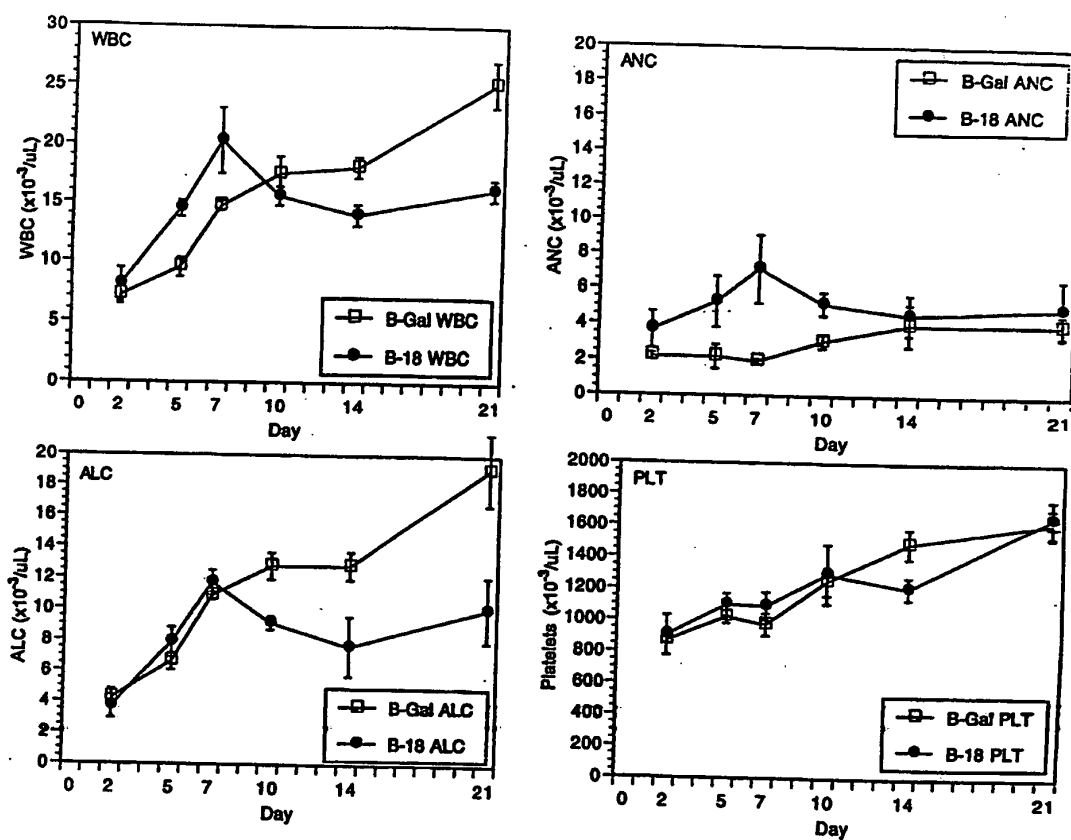 WBC
WBC (x10⁻³/uL)
30
25
20
15
10
5
0
B-Gal WBC
B-18 WBC
0 2 5 7 10 14 21
Day
ANC
ANC (x10⁻³/uL)
20
18
16
14
12
10
8
6
4
2
0
B-Gal ANC
B-18 ANC
0 2 5 7 10 14 21
Day
ALC
ALC (x10⁻³/uL)
20
18
16
14
12
10
8
6
4
2
0
B-Gal ALC
B-18 ALC
0 2 5 7 10 14 21
Day
PLT
Platelets (x10⁻³/uL)
2000
1800
1600
1400
1200
1000
800
600
400
200
0
B-Gal PLT
B-18 PLT
0 2 5 7 10 14 21
Day